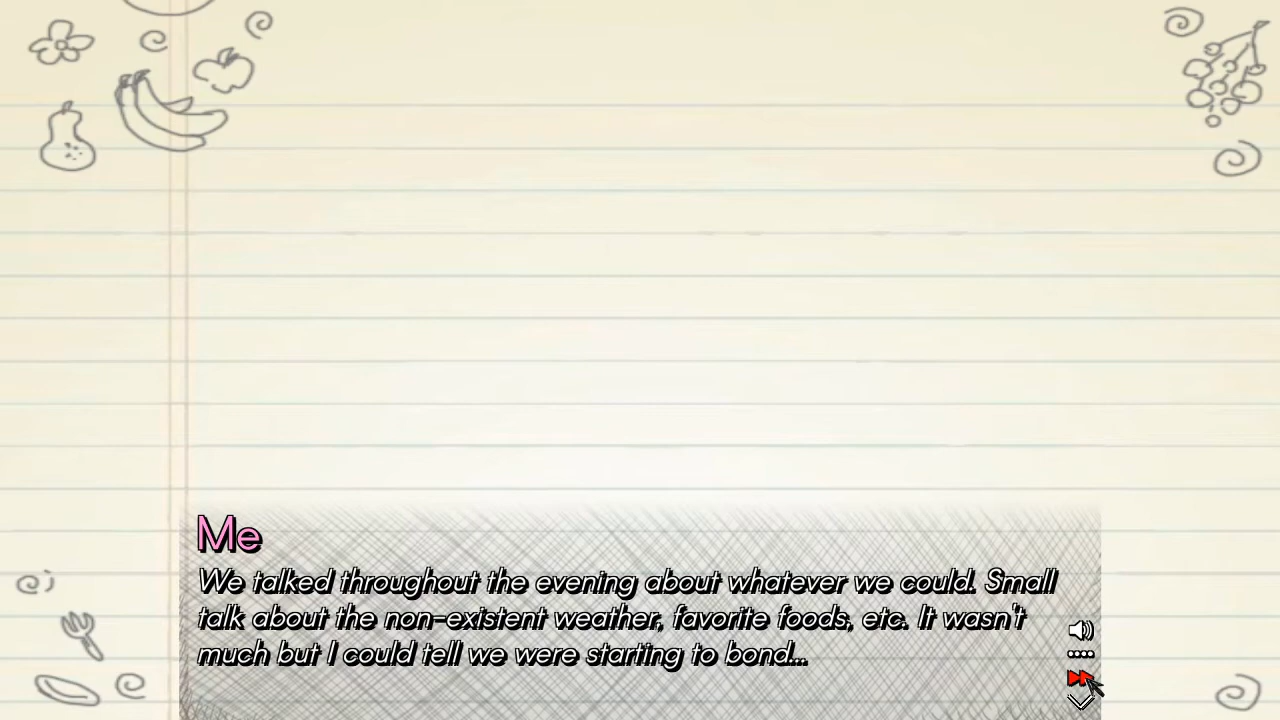 Me
We talked throughout the evening about whatever we could. Small
talk about the non-existent weather, favorite foods, etc. It wasn't
much but I could tell we were starting to bond...